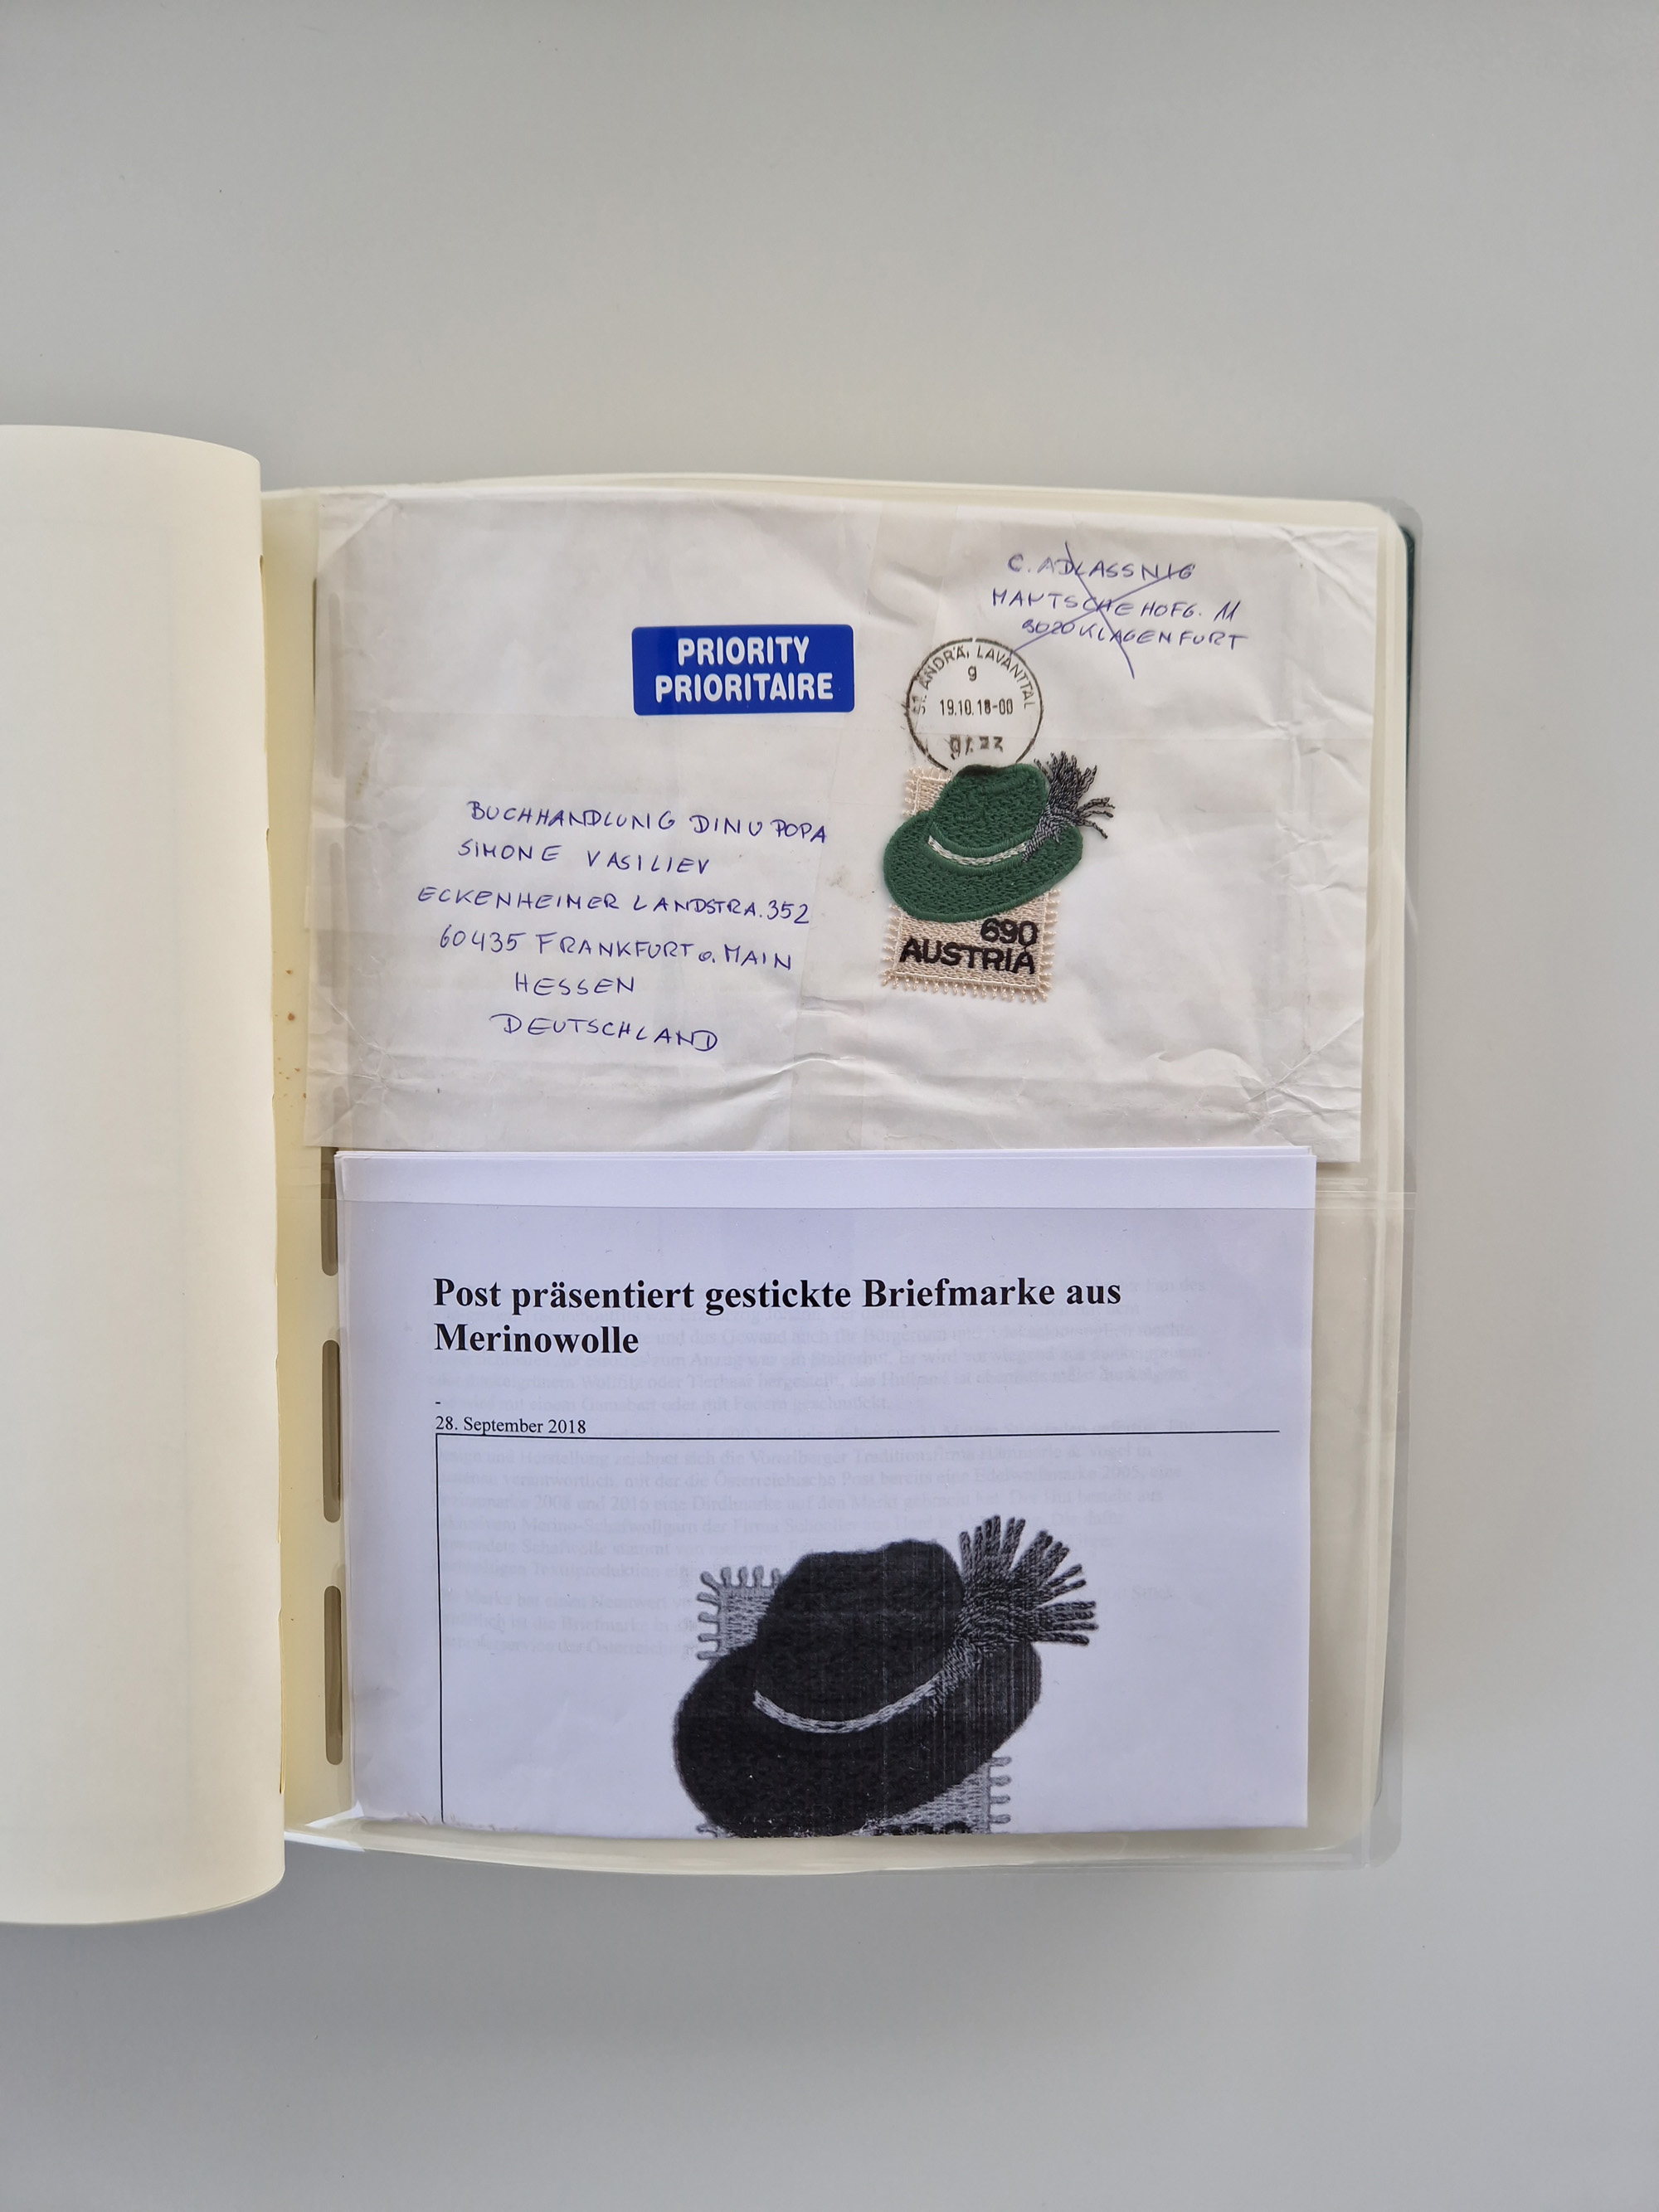 C. ADLASSNIG
HOFG. 11
9020 KLAGENFURT
PRIORITY
PRIORITAIRE
ST. ANDRÄ, LAVANTTAL
9
19.10.18-00
BUCHHANDLUNG DINU POPA
SIMONE VASILIEV
ECKENHEIMER LANDSTRA. 352
60435 FRANKFURT a. MAIN
HESSEN
DEUTSCHLAND
690
AUSTRIA
Post präsentiert gestickte Briefmarke aus
Merinowolle
-
28. September 2018